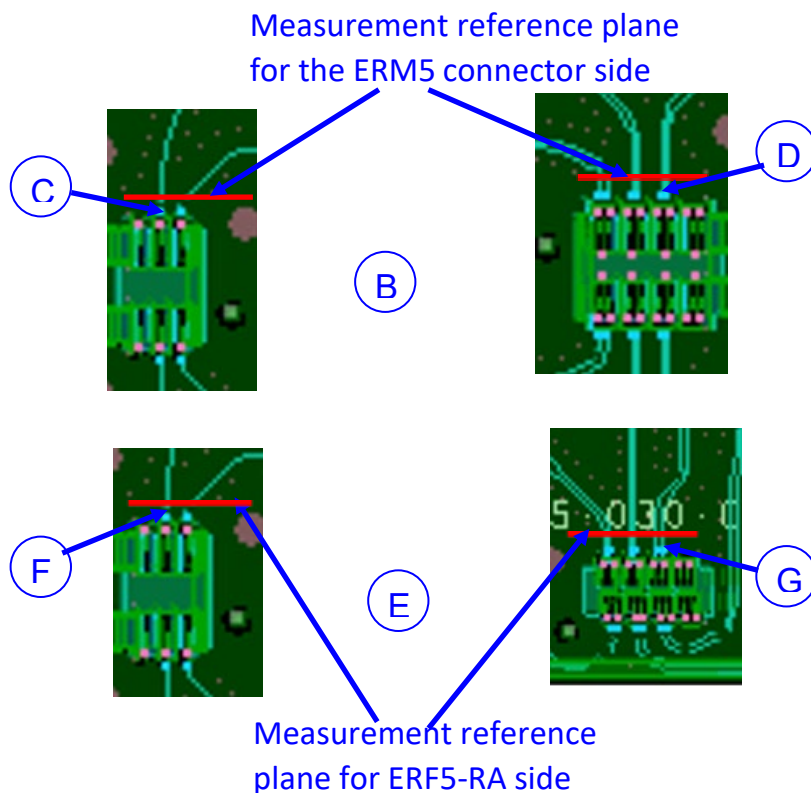 Measurement reference plane
for the ERM5 connector side
C
D
B
5·030·C
F
E
G
Measurement reference
plane for ERF5-RA side